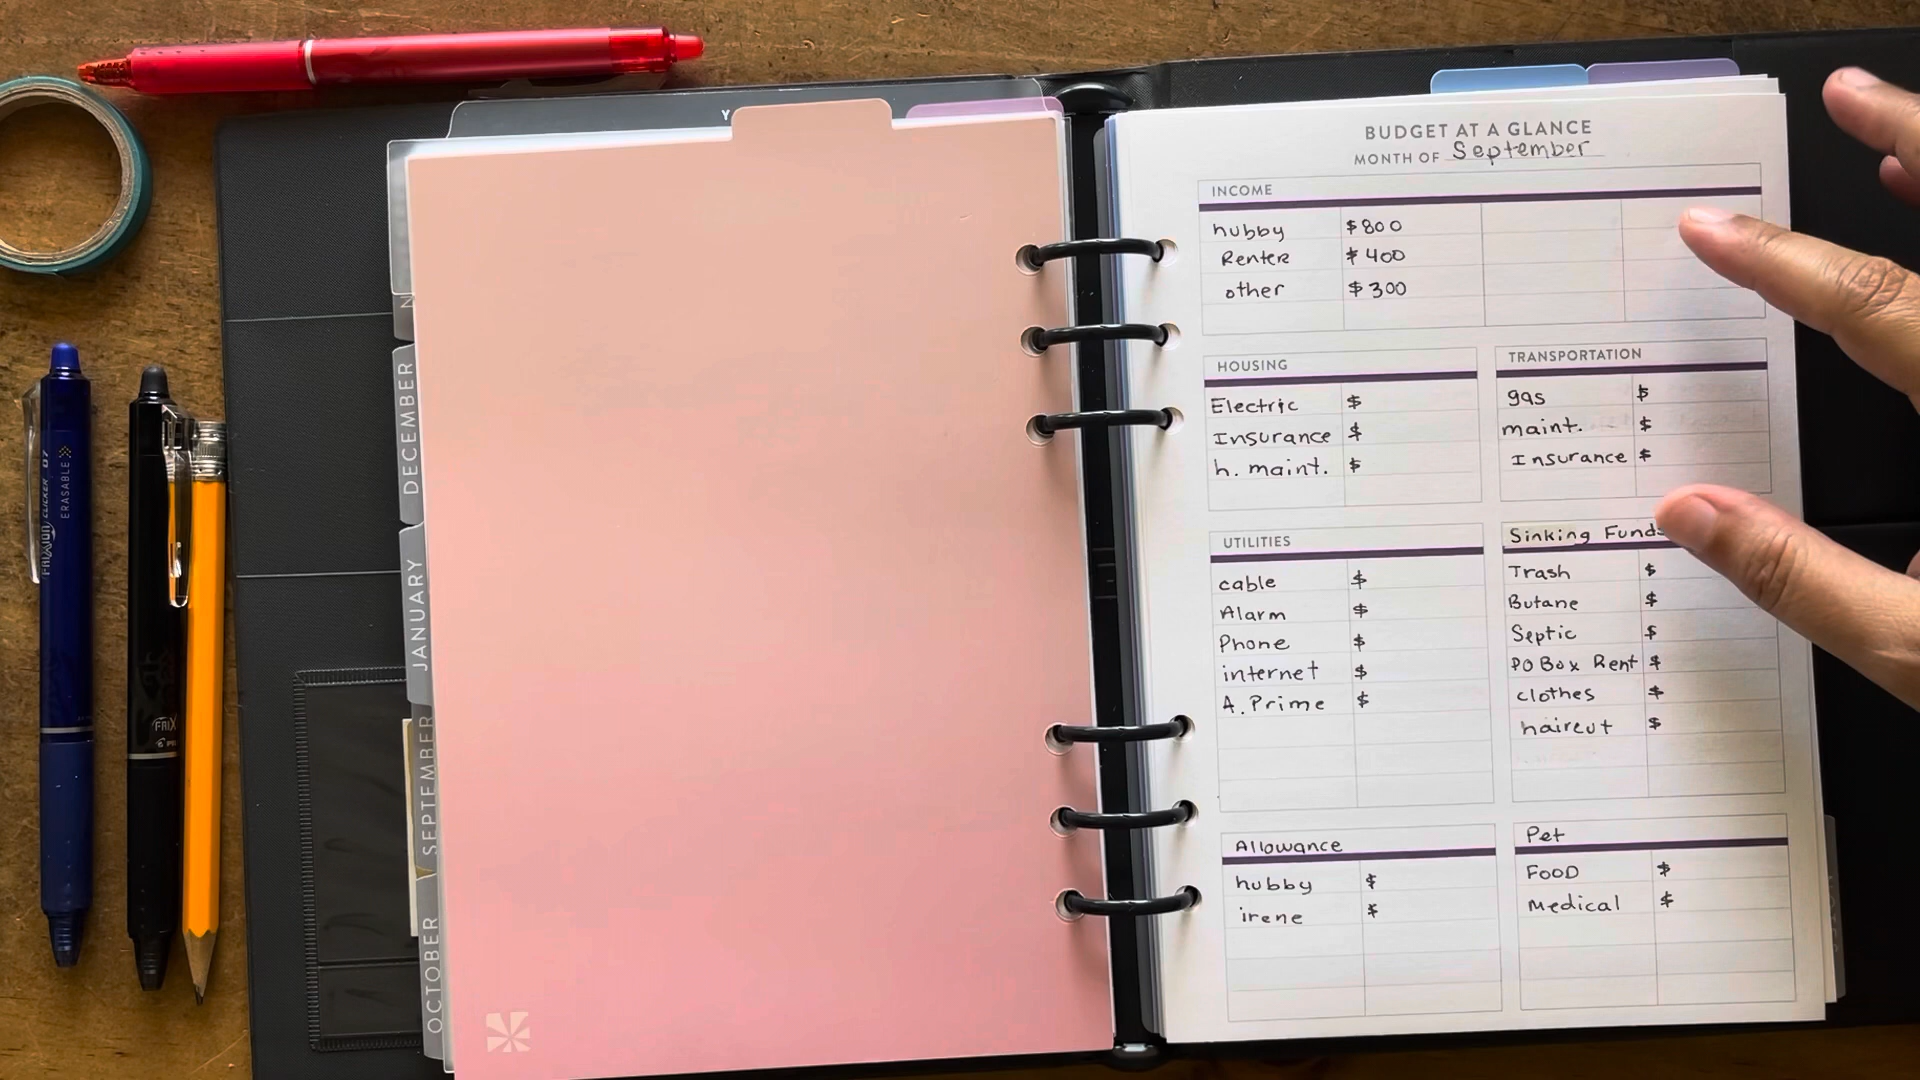 Y
BUDGET AT A GLANCE
MONTH OF September
INCOME
hubby $800
Renter $400
other $300
HOUSING
Electric $
Insurance $
h. maint. $
TRANSPORTATION
gas $
maint. $
Insurance $
UTILITIES
cable $
Alarm $
Phone $
internet $
A. Prime $
Sinking Funds
Trash $
Butane $
Septic $
PO Box Rent $
clothes $
haircut $
Allowance
hubby $
irene $
Pet
FOOD $
Medical $
N
DECEMBER
JANUARY
SEPTEMBER
OCTOBER
FRIXION CLICKER 07
ERASABLE
FRIX